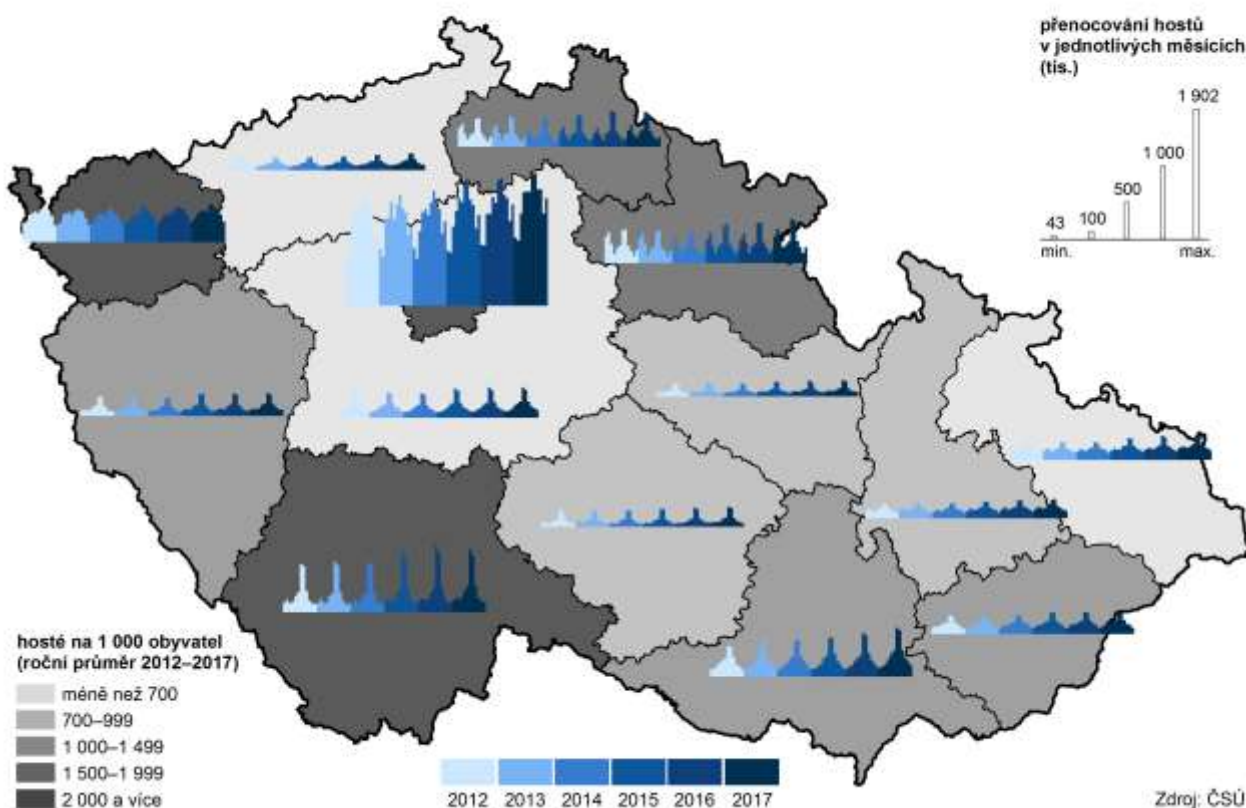 přenocování hostů
v jednotlivých měsících
(tis.)
1 902
1 000
500
100
43
min.
max.
hosté na 1 000 obyvatel
(roční průměr 2012–2017)
méně než 700
700–999
1 000–1 499
1 500–1 999
2 000 a více
2012 2013 2014 2015 2016 2017
Zdroj: ČSÚ